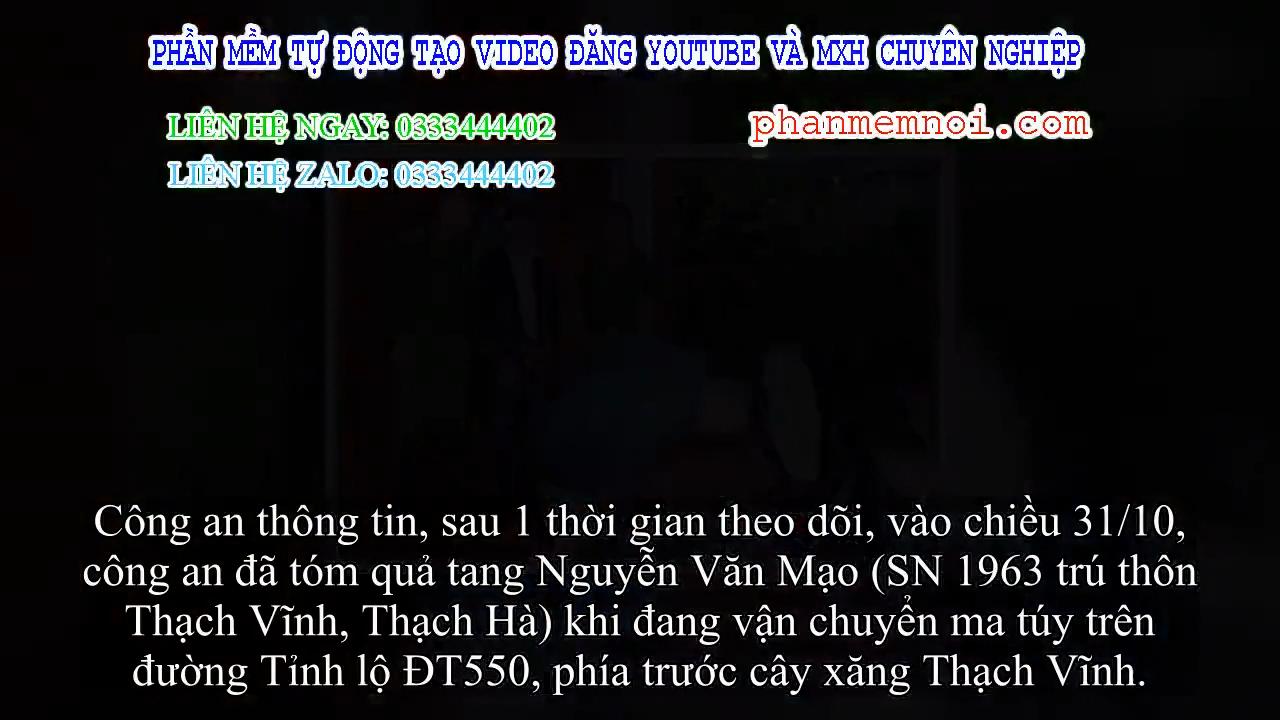 PHẦN MỀM TỰ ĐỘNG TẠO VIDEO ĐĂNG YOUTUBE VÀ MXH CHUYÊN NGHIỆP
LIÊN HỆ NGAY: 0333444402
phanmemnoi.com
LIÊN HỆ ZALO: 0333444402
Công an thông tin, sau 1 thời gian theo dõi, vào chiều 31/10,
công an đã tóm quả tang Nguyễn Văn Mạo (SN 1963 trú thôn
Thạch Vĩnh, Thạch Hà) khi đang vận chuyển ma túy trên
đường Tỉnh lộ ĐT550, phía trước cây xăng Thạch Vĩnh.